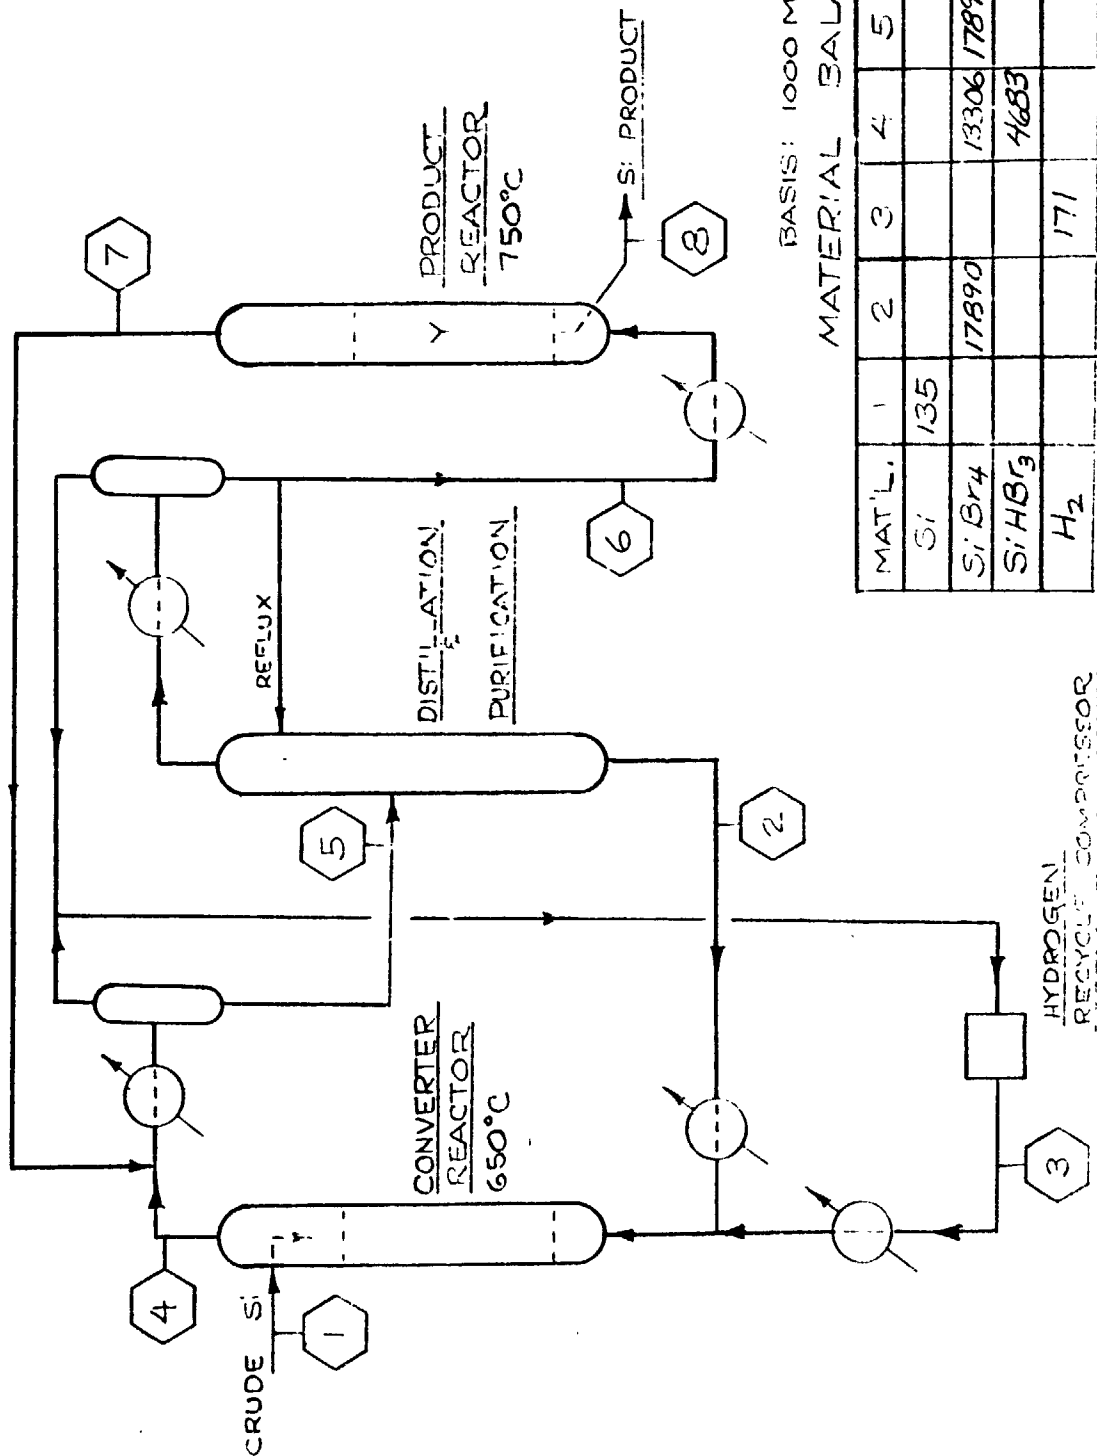 CRUDE Si
1
4
CONVERTER
REACTOR
650°C
5
REFLUX
DISTILLATION
&
PURIFICATION
2
6
7
PRODUCT
REACTOR
750°C
Si PRODUCT
8
3
HYDROGEN
RECYCLE COMPRESSOR
BASIS: 1000 M
MATERIAL BALA
MAT'L. 1 2 3 4 5
Si 135
SiBr4 17890 13306 1789
SiHBr3 4683
H2 171